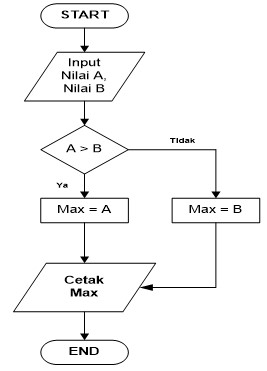 START
Input
Nilai A,
Nilai B
A > B
Tidak
Ya
Max = A
Max = B
Cetak
Max
END